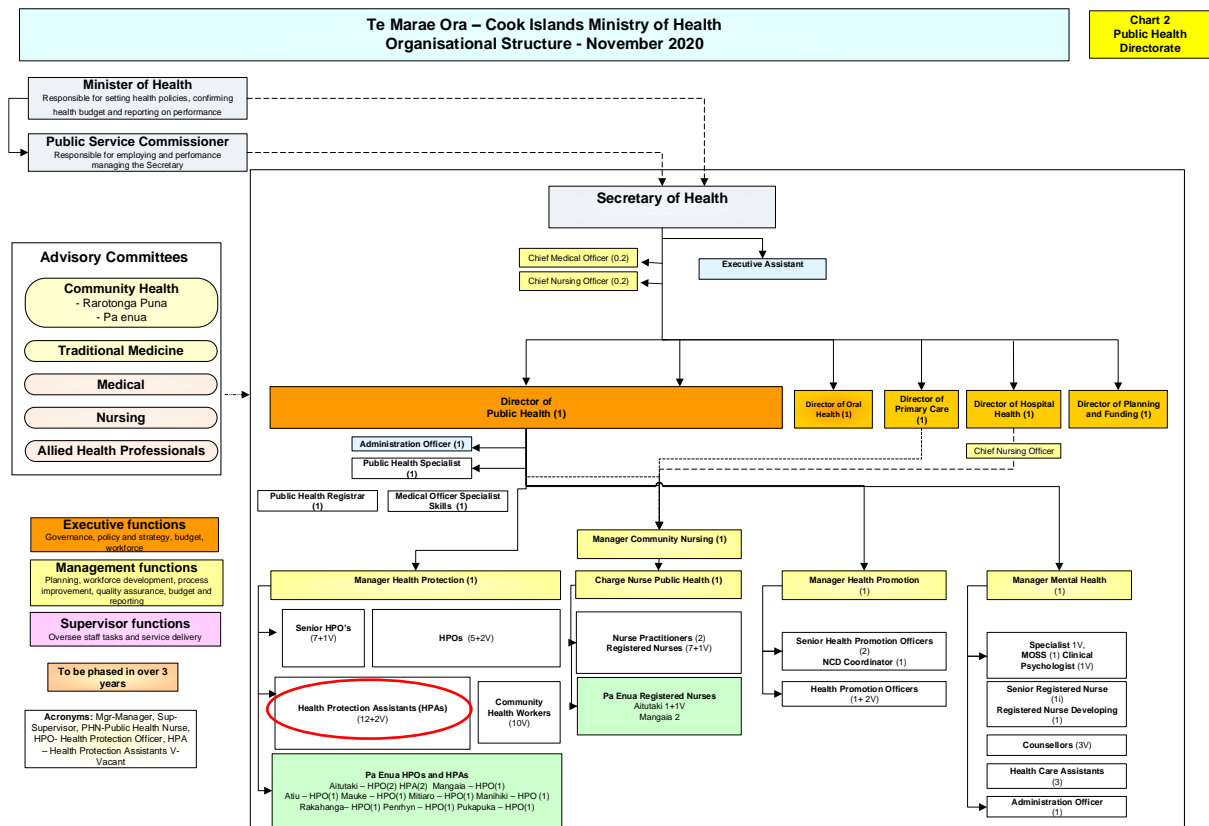 Te Marae Ora – Cook Islands Ministry of Health
Organisational Structure - November 2020
Chart 2
Public Health
Directorate
Minister of Health
Responsible for setting health policies, confirming
health budget and reporting on performance
Public Service Commissioner
Responsible for employing and perfomance
managing the Secretary
Secretary of Health
Chief Medical Officer (0.2)
Chief Nursing Officer (0.2)
Executive Assistant
Advisory Committees
Community Health
- Rarotonga Puna
- Pa enua
Traditional Medicine
Medical
Nursing
Allied Health Professionals
Director of
Public Health (1)
Director of Oral
Health (1)
Director of
Primary Care
(1)
Director of Hospital
Health (1)
Director of Planning
and Funding (1)
Chief Nursing Officer
Administration Officer (1)
Public Health Specialist
(1)
Public Health Registrar
(1)
Medical Officer Specialist
Skills (1)
Executive functions
Governance, policy and strategy, budget,
workforce
Management functions
Planning, workforce development, process
improvement, quality assurance, budget and
reporting
Supervisor functions
Oversee staff tasks and service delivery
To be phased in over 3
years
Acronyms: Mgr-Manager, Sup-
Supervisor, PHN-Public Health Nurse,
HPO- Health Protection Officer, HPA
– Health Protection Assistants V-
Vacant
Manager Community Nursing (1)
Manager Health Protection (1)
Charge Nurse Public Health (1)
Manager Health Promotion
(1)
Manager Mental Health
(1)
Senior HPO's
(7+1V)
HPOs (5+2V)
Health Protection Assistants (HPAs)
(12+2V)
Community
Health Workers
(10V)
Pa Enua HPOs and HPAs
Aitutaki – HPO(2) HPA(2) Mangaia – HPO(1)
Atiu – HPO(1) Mauke – HPO(1) Mitiaro – HPO(1) Manihiki – HPO (1)
Rakahanga– HPO(1) Penrhyn – HPO(1) Pukapuka – HPO(1)
Nurse Practitioners (2)
Registered Nurses (7+1V)
Pa Enua Registered Nurses
Aitutaki 1+1V
Mangaia 2
Senior Health Promotion Officers
(2)
NCD Coordinator (1)
Health Promotion Officers
(1+ 2V)
Specialist 1V,
MOSS (1) Clinical
Psychologist (1V)
Senior Registered Nurse
(1i)
Registered Nurse Developing
(1)
Counsellors (3V)
Health Care Assistants
(3)
Administration Officer
(1)